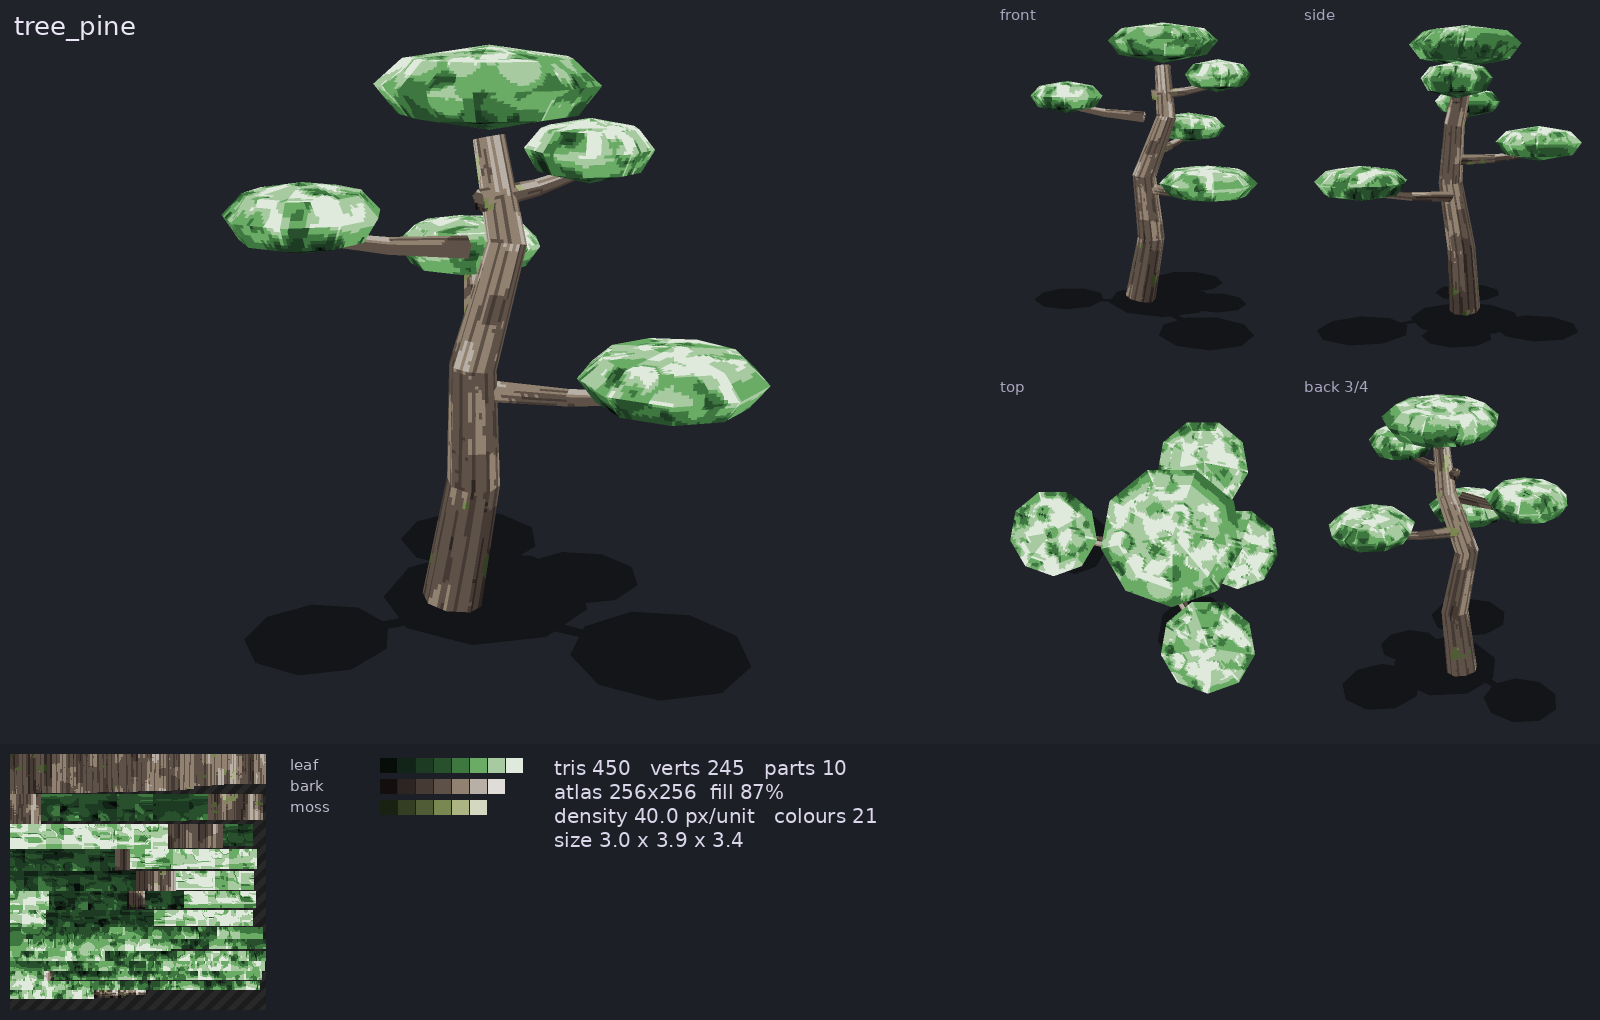 tree_pine
front
side
top
back 3/4
leaf
bark
moss
tris 450 verts 245 parts 10
atlas 256x256 fill 87%
density 40.0 px/unit colours 21
size 3.0 x 3.9 x 3.4